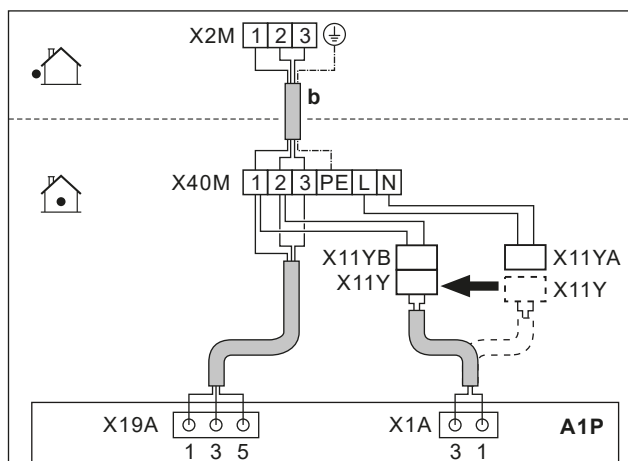 X2M 1 2 3
b
X40M 1 2 3 PE L N
X11YB X11YA
X11Y X11Y
X19A X1A A1P
1 3 5 3 1